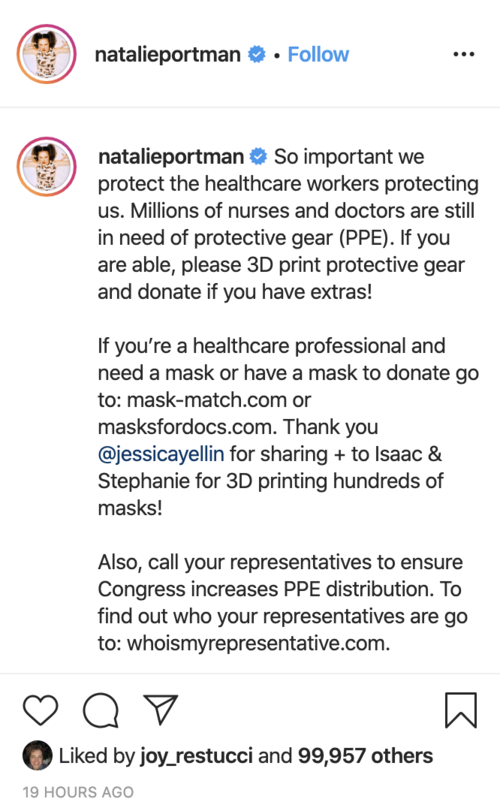 natalieportman • Follow
natalieportman So important we
protect the healthcare workers protecting
us. Millions of nurses and doctors are still
in need of protective gear (PPE). If you
are able, please 3D print protective gear
and donate if you have extras!
If you’re a healthcare professional and
need a mask or have a mask to donate go
to: mask-match.com or
masksfordocs.com. Thank you
@jessicayellin for sharing + to Isaac &
Stephanie for 3D printing hundreds of
masks!
Also, call your representatives to ensure
Congress increases PPE distribution. To
find out who your representatives are go
to: whoismyrepresentative.com.
Liked by joy_restucci and 99,957 others
19 HOURS AGO